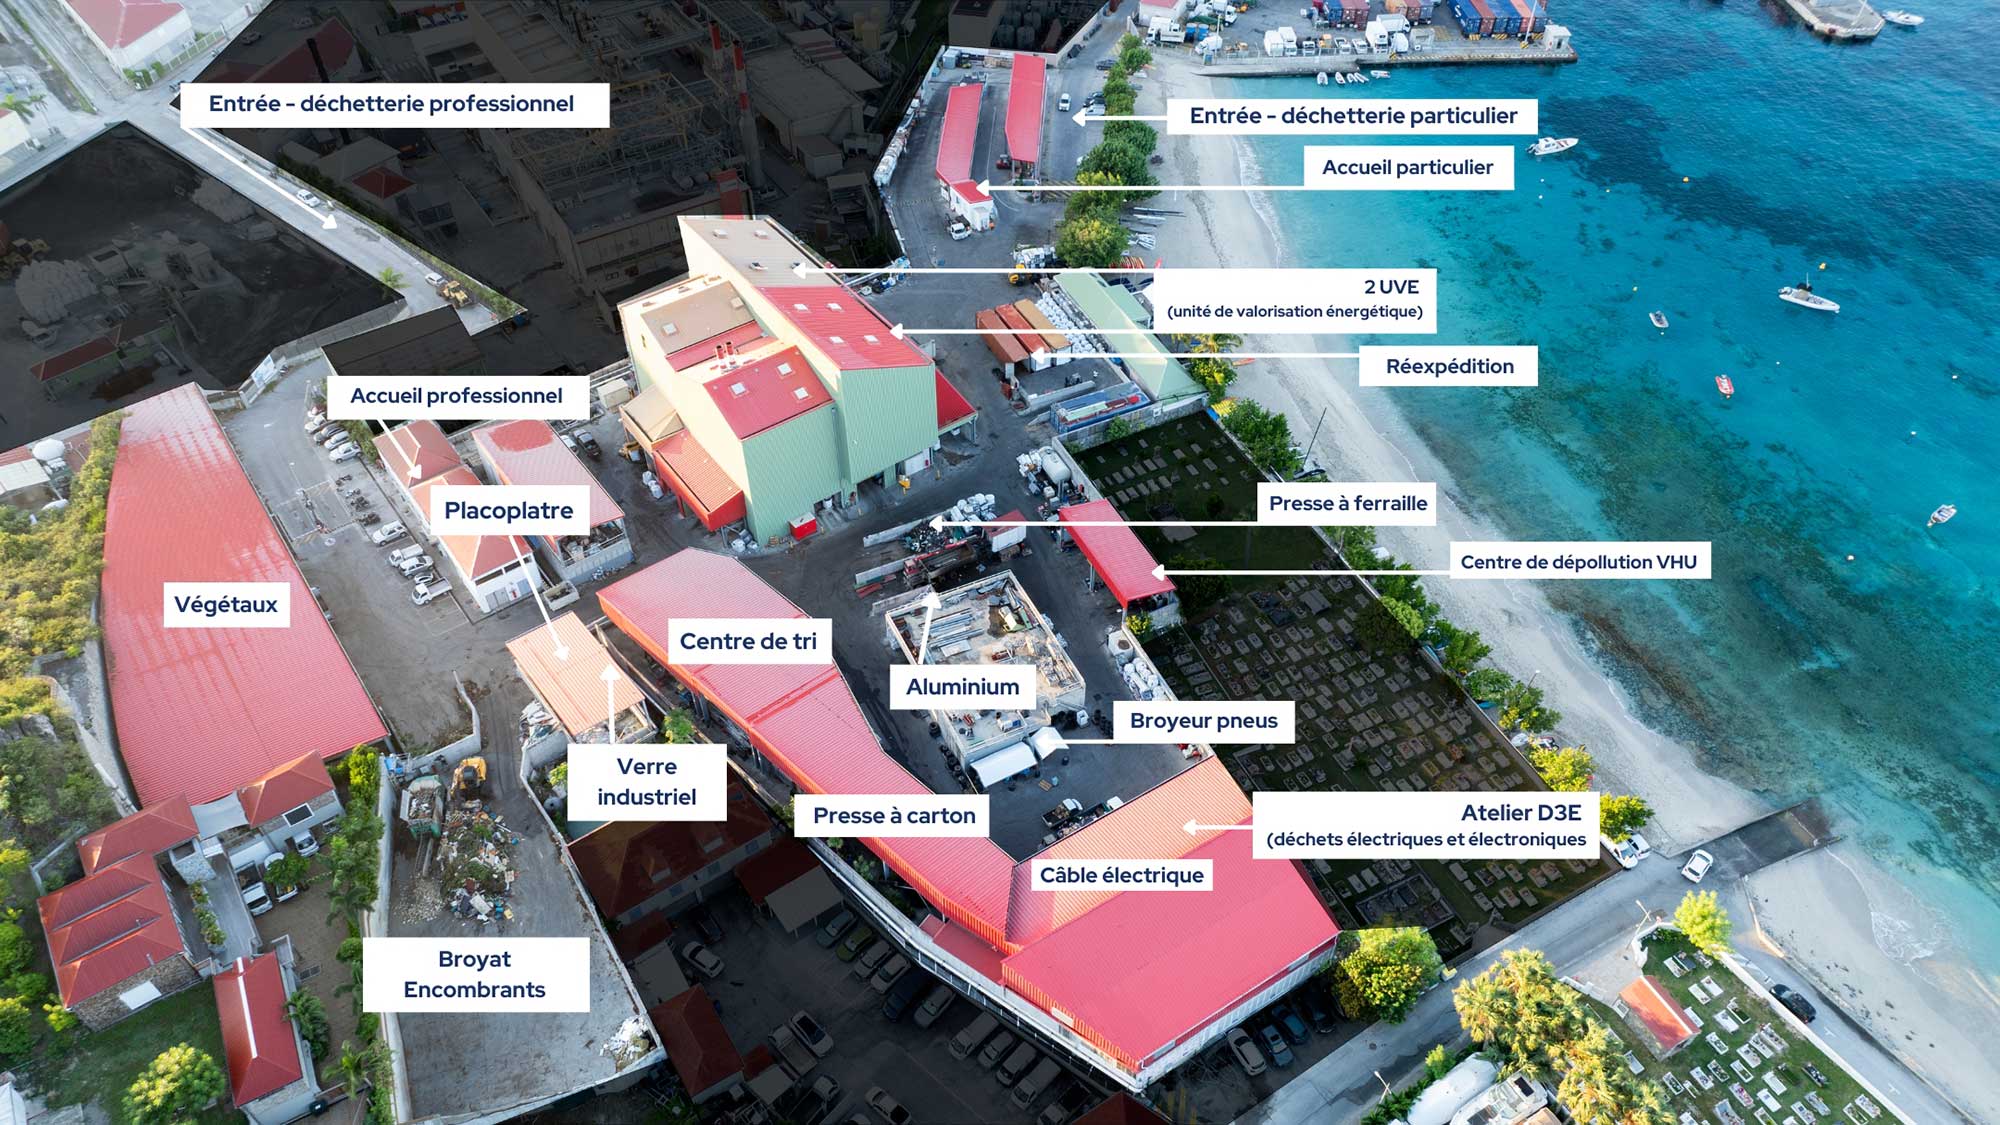 Entrée - déchetterie professionnel
Entrée - déchetterie particulier
Accueil particulier
2 UVE
(unité de valorisation énergétique)
Réexpédition
Accueil professionnel
Placoplatre
Presse à ferraille
Centre de dépollution VHU
Végétaux
Centre de tri
Aluminium
Broyeur pneus
Verre
industriel
Presse à carton
Atelier D3E
(déchets électriques et électroniques
Câble électrique
Broyat
Encombrants